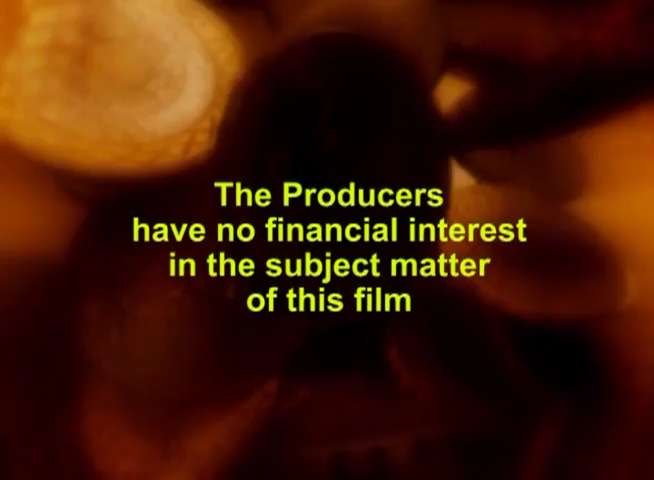 The Producers
have no financial interest
in the subject matter
of this film